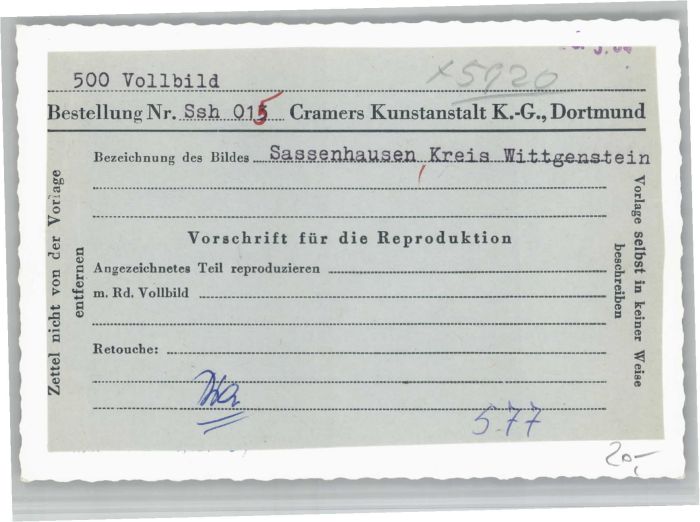 x5920
500 Vollbild
Bestellung Nr. Ssh 015 Cramers Kunstanstalt K.-G., Dortmund
Bezeichnung des Bildes Sassenhausen, Kreis Wittgenstein
Zettel nicht von der Vorlage
entfernen
Vorschrift für die Reproduktion
Angezeichnetes Teil reproduzieren
m. Rd. Vollbild
Retouche:
Vorlage selbst in keiner Weise
beschreiben
5.77
20,-